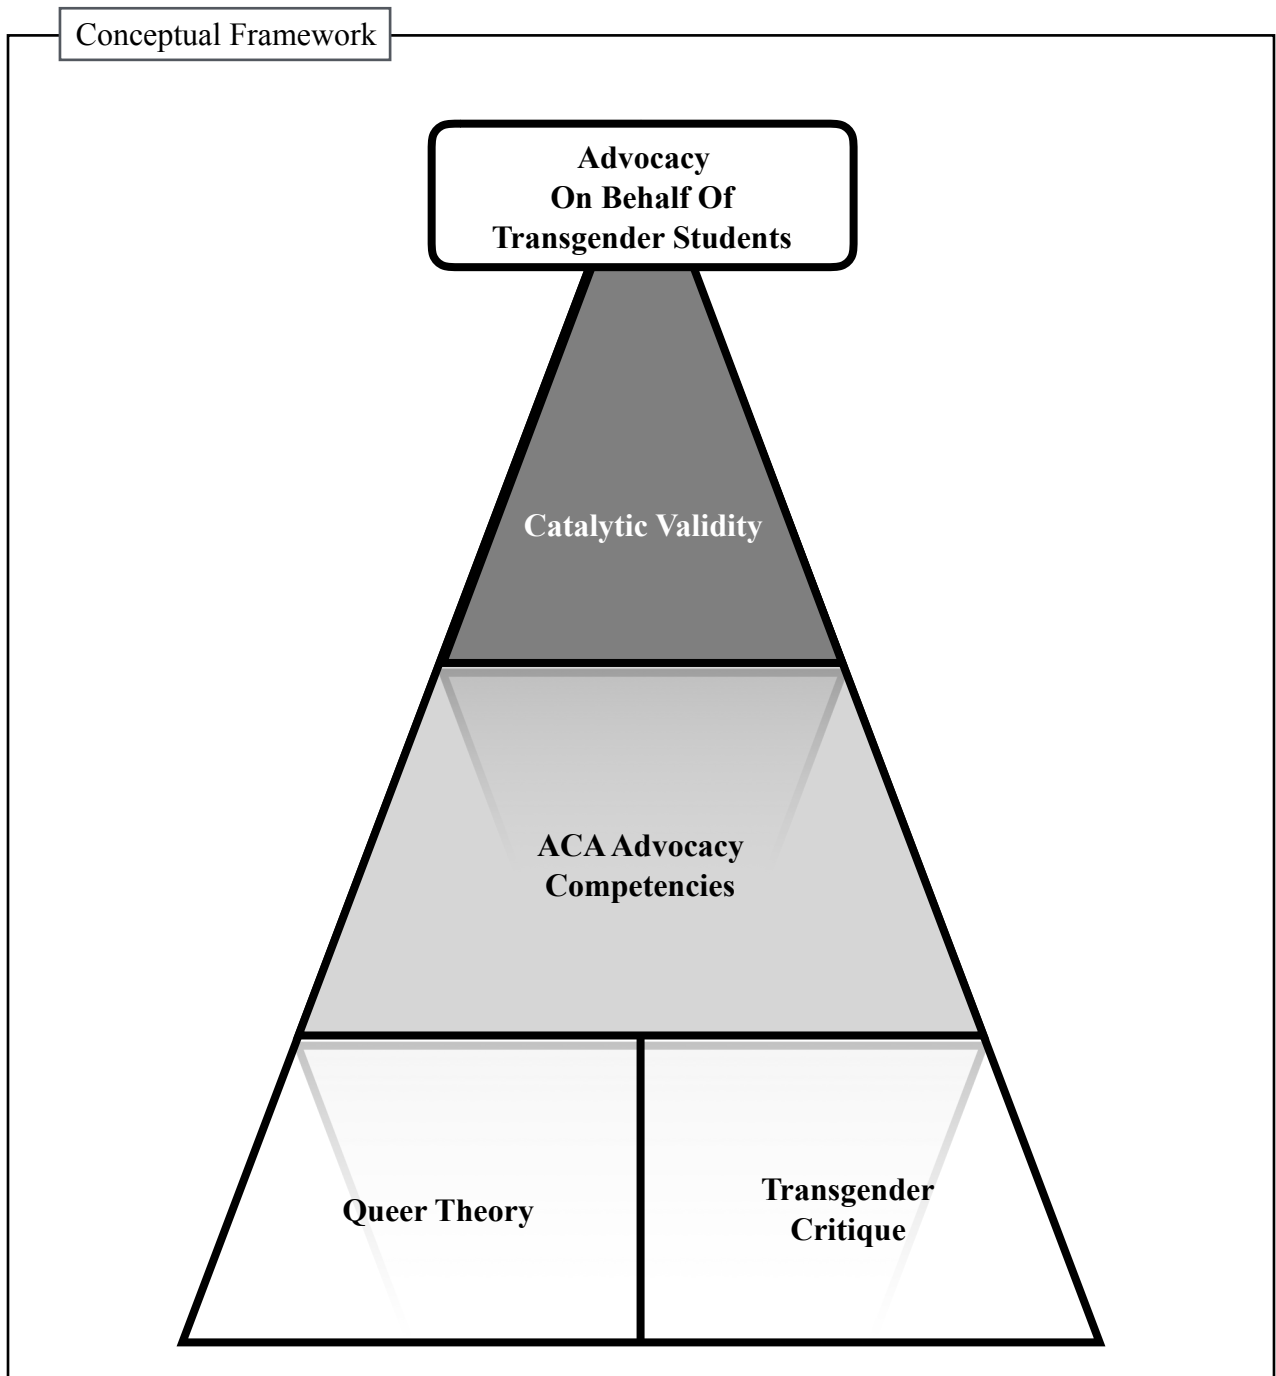 Conceptual Framework
Advocacy
On Behalf Of
Transgender Students
Catalytic Validity
ACA Advocacy
Competencies
Queer Theory
Transgender
Critique